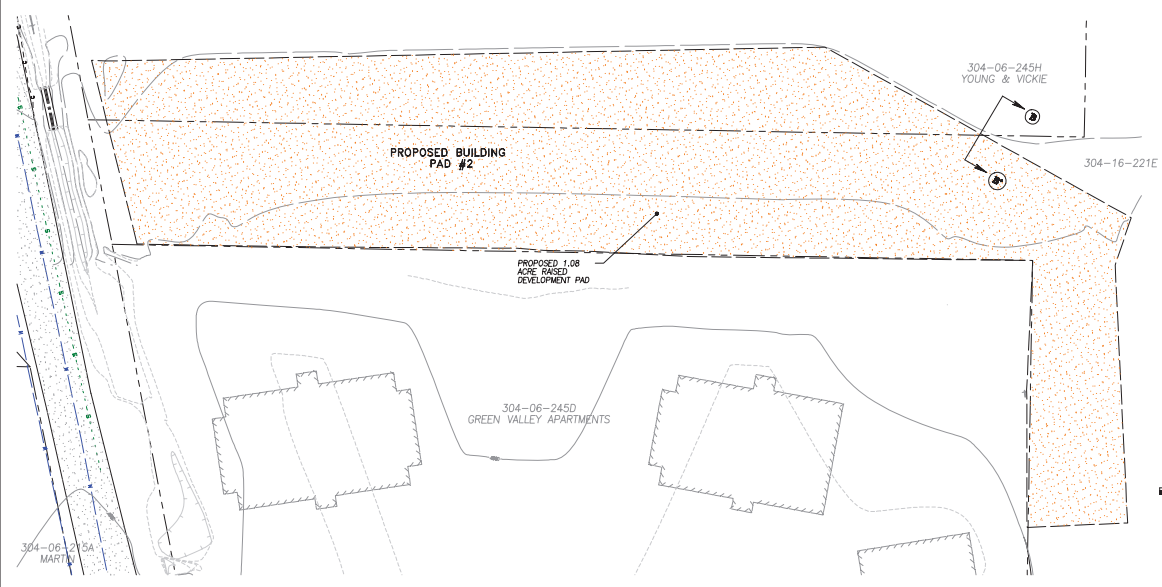 304-06-245H
YOUNG & VICKIE
PROPOSED BUILDING
PAD #2
304-16-221E
PROPOSED 1.08
ACRE RAISED
DEVELOPMENT PAD
304-06-245D
GREEN VALLEY APARTMENTS
304-06-215A
MARTIN